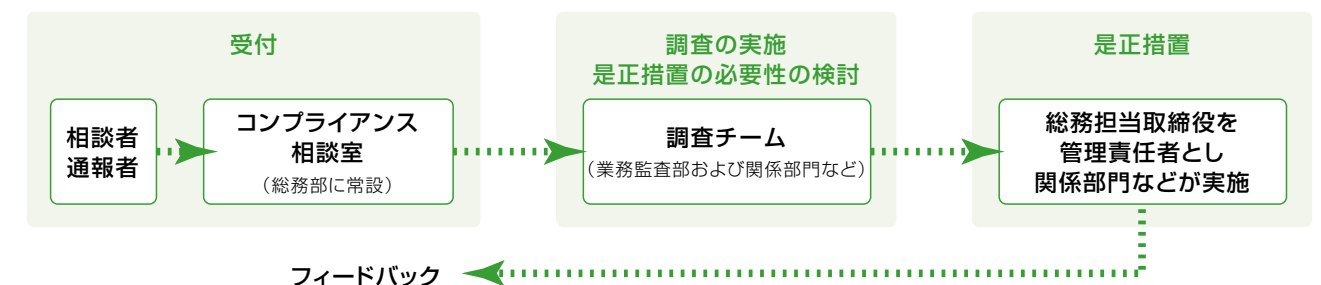 受付
相談者
通報者
コンプライアンス
相談室
（総務部に常設）
調査の実施
是正措置の必要性の検討
調査チーム
（業務監査部および関係部門など）
是正措置
総務担当取締役を
管理責任者とし
関係部門などが実施
フィードバック